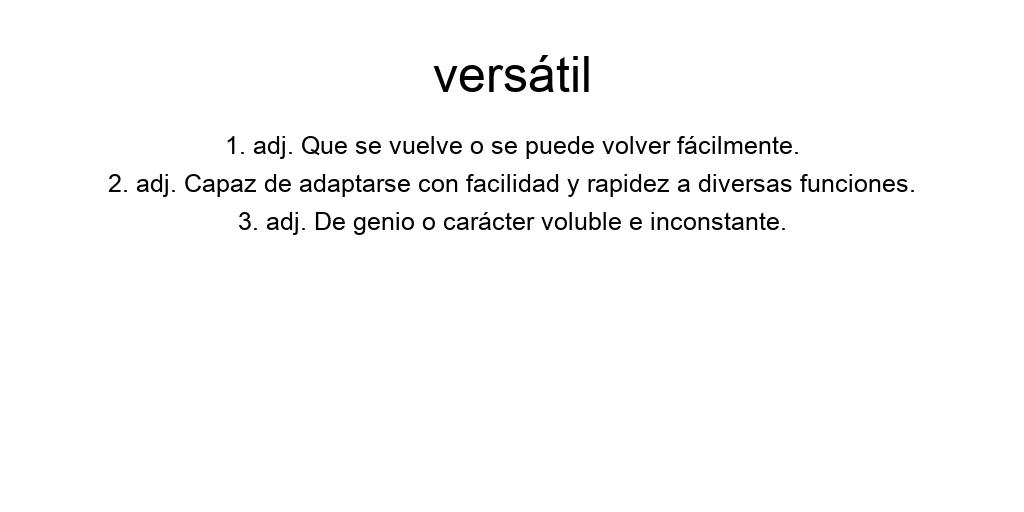 versátil
1. adj. Que se vuelve o se puede volver fácilmente.
2. adj. Capaz de adaptarse con facilidad y rapidez a diversas funciones.
3. adj. De genio o carácter voluble e inconstante.